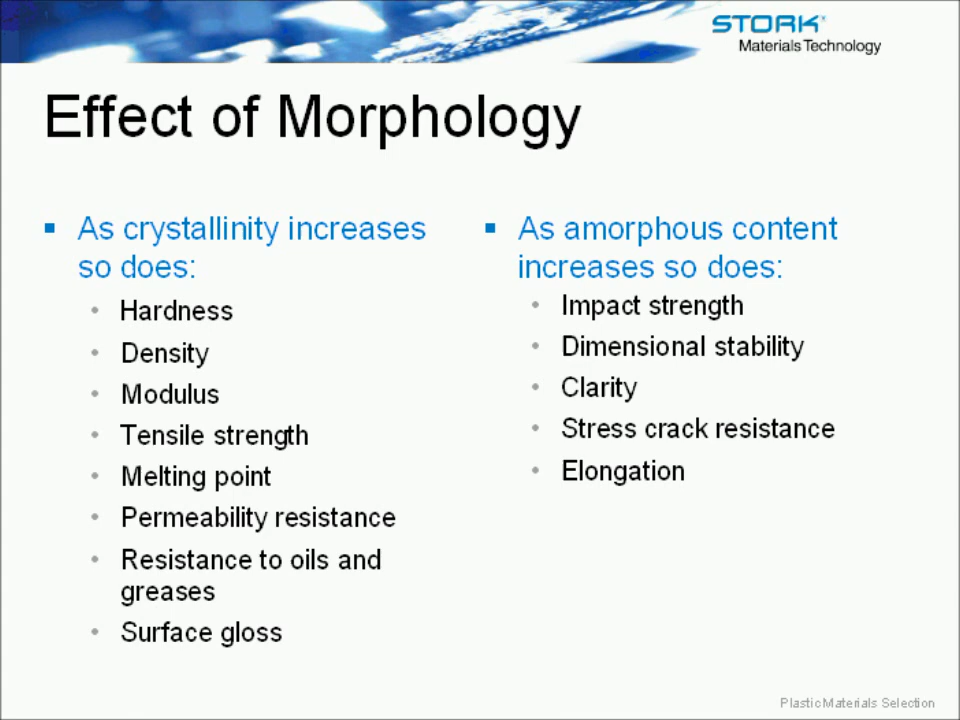 STORK
Materials Technology
Effect of Morphology
▪ As crystallinity increases
so does:
• Hardness
• Density
• Modulus
• Tensile strength
• Melting point
• Permeability resistance
• Resistance to oils and
greases
• Surface gloss
▪ As amorphous content
increases so does:
• Impact strength
• Dimensional stability
• Clarity
• Stress crack resistance
• Elongation
Plastic Materials Selection